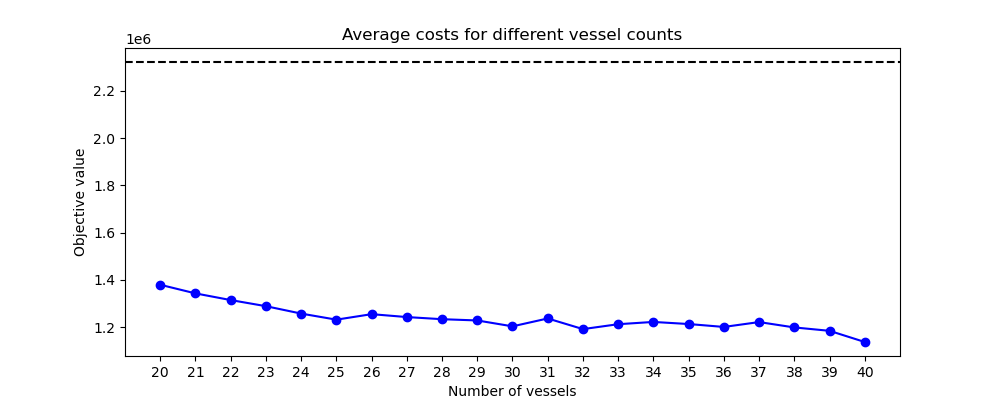 Average costs for different vessel counts
1e6
2.2
2.0
1.8
1.6
1.4
1.2
Objective value
20 21 22 23 24 25 26 27 28 29 30 31 32 33 34 35 36 37 38 39 40
Number of vessels